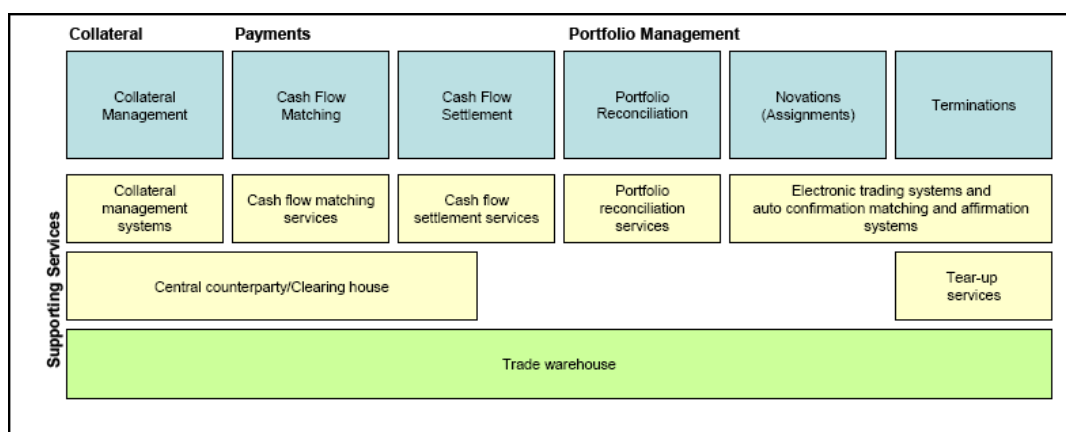 Collateral
Payments
Portfolio Management
Collateral
Management
Cash Flow
Matching
Cash Flow
Settlement
Portfolio
Reconciliation
Novations
(Assignments)
Terminations
Supporting Services
Collateral
management
systems
Cash flow matching
services
Cash flow
settlement services
Portfolio
reconciliation
services
Electronic trading systems and
auto confirmation matching and affirmation
systems
Central counterparty/Clearing house
Tear-up
services
Trade warehouse